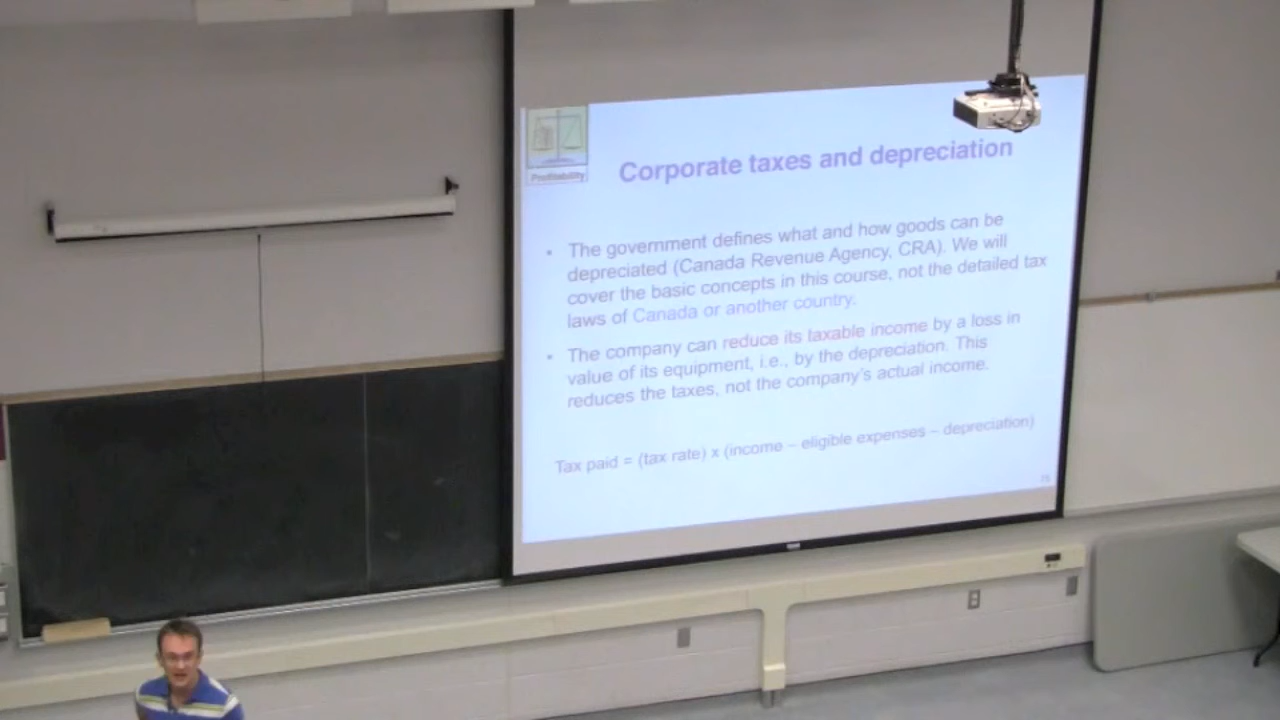 Profitability
Corporate taxes and depreciation
• The government defines what and how goods can be
depreciated (Canada Revenue Agency, CRA). We will
cover the basic concepts in this course, not the detailed tax
laws of Canada or another country.
• The company can reduce its taxable income by a loss in
value of its equipment, i.e., by the depreciation. This
reduces the taxes, not the company's actual income.
Tax paid = (tax rate) x (income – eligible expenses – depreciation)
15